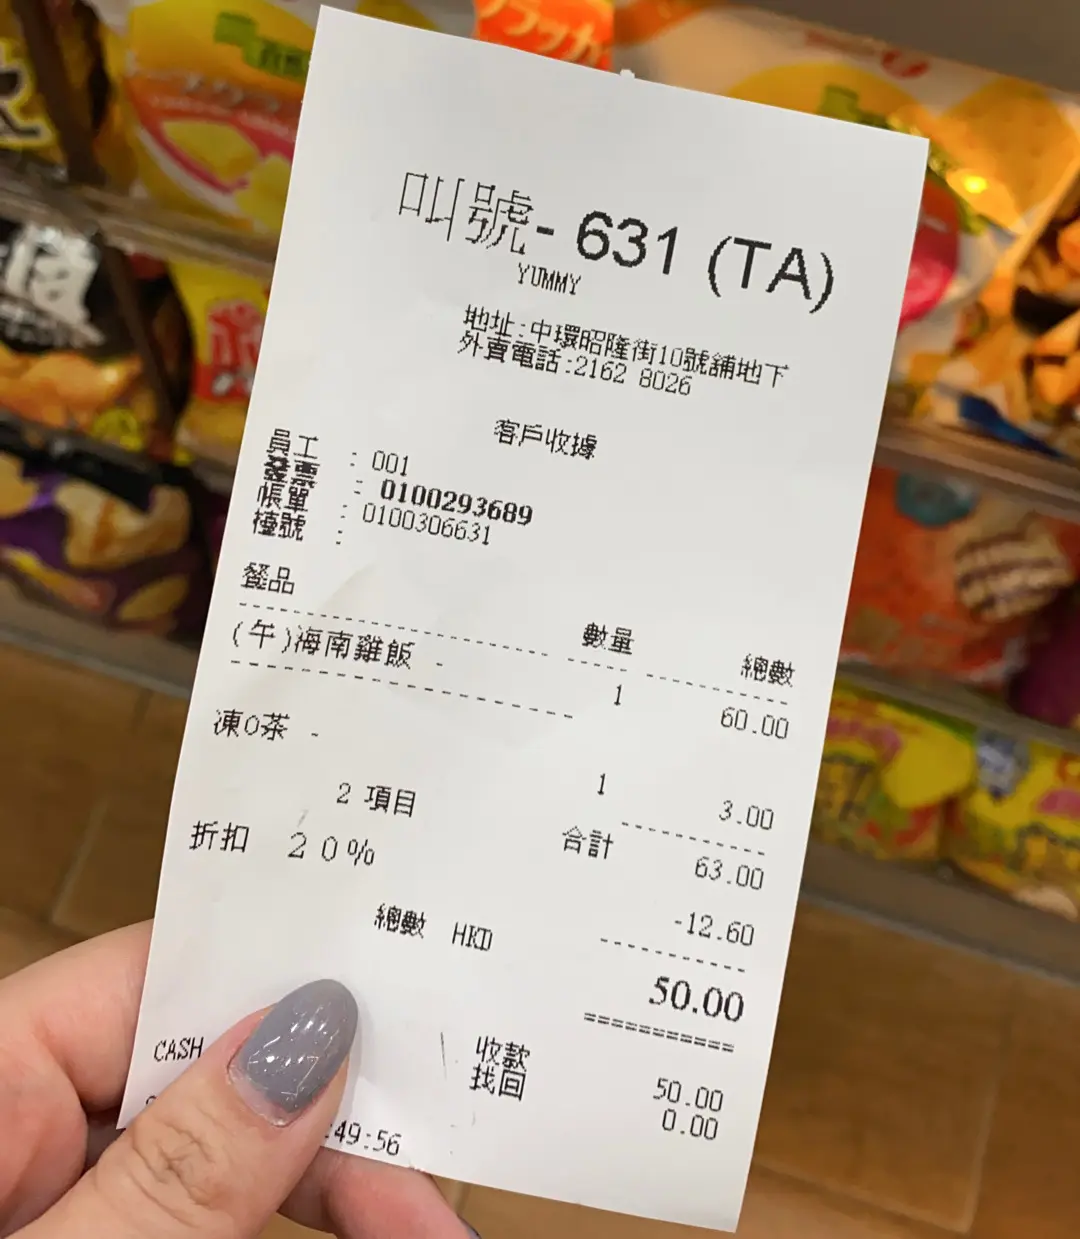 叫號- 631 (TA)
YUMMY
地址:中環昭隆街10號舖地下
外賣電話:2162 8026
客戶收據
員工 : 001
發票 : 0100293689
帳單 : 0100306631
檯號 :
餐品 數量 總數
(午)海南雞飯 - 1 60.00
凍0茶 - 1 3.00
2 項目 合計 63.00
折扣 20% -12.60
總數 HKD 50.00
CASH 收款 50.00
找回 0.00
:49:56